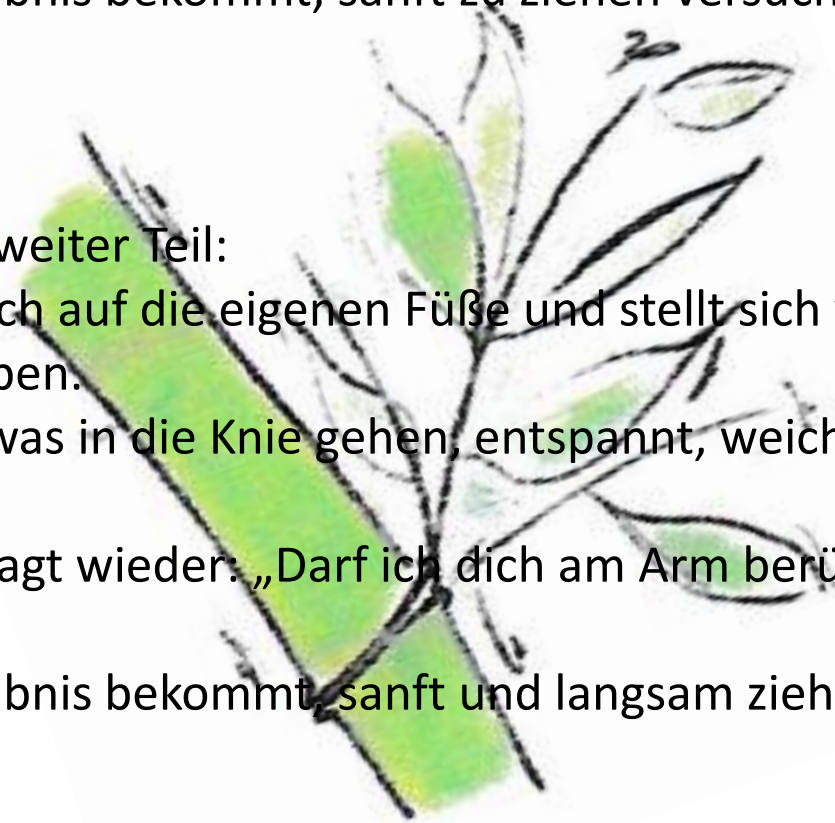 bnis bekommt, sanft zu ziehen versuch
weiter Teil:
ch auf die eigenen Füße und stellt sich
ben.
was in die Knie gehen, entspannt, weich
agt wieder: „Darf ich dich am Arm berü
bnis bekommt, sanft und langsam zieh